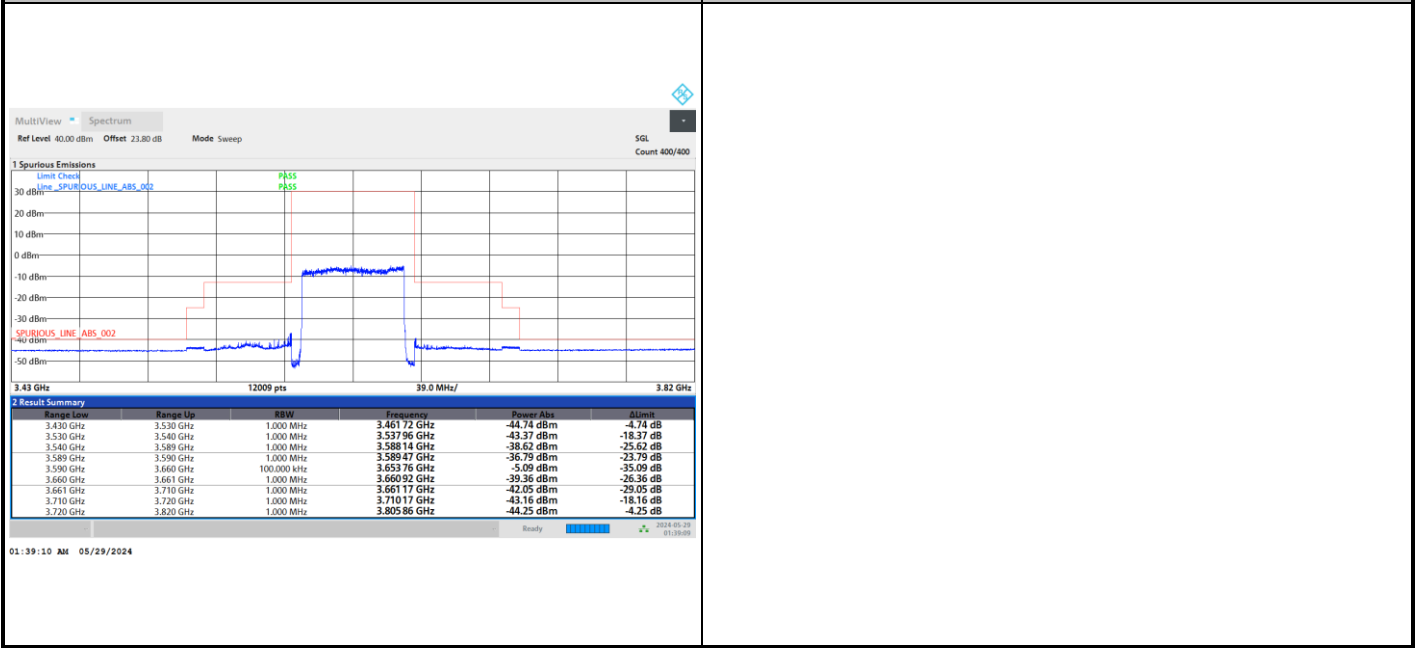 MultiView Spectrum
Ref Level 40.00 dBm Offset 23.80 dB Mode Sweep SGL
Count 400/400
1 Spurious Emissions
Limit Check PASS
Line _SPURIOUS_LINE_ABS_002 PASS
30 dBm
20 dBm
10 dBm
0 dBm
-10 dBm
-20 dBm
-30 dBm
SPURIOUS_LINE_ABS_002
-40 dBm
-50 dBm
3.43 GHz 12009 pts 39.0 MHz/ 3.82 GHz
2 Result Summary
Range Low Range Up RBW Frequency Power Abs ΔLimit
3.430 GHz 3.530 GHz 1.000 MHz 3.461 72 GHz -44.74 dBm -4.74 dB
3.530 GHz 3.540 GHz 1.000 MHz 3.537 96 GHz -43.37 dBm -18.37 dB
3.540 GHz 3.589 GHz 1.000 MHz 3.588 14 GHz -38.62 dBm -25.62 dB
3.589 GHz 3.590 GHz 1.000 MHz 3.589 47 GHz -36.79 dBm -23.79 dB
3.590 GHz 3.660 GHz 100.000 kHz 3.653 76 GHz -5.09 dBm -35.09 dB
3.660 GHz 3.661 GHz 1.000 MHz 3.660 92 GHz -39.36 dBm -26.36 dB
3.661 GHz 3.710 GHz 1.000 MHz 3.661 17 GHz -42.05 dBm -29.05 dB
3.710 GHz 3.720 GHz 1.000 MHz 3.710 17 GHz -43.16 dBm -18.16 dB
3.720 GHz 3.820 GHz 1.000 MHz 3.805 86 GHz -44.25 dBm -4.25 dB
Ready 2024-05-29
01:39:09
01:39:10 AM 05/29/2024